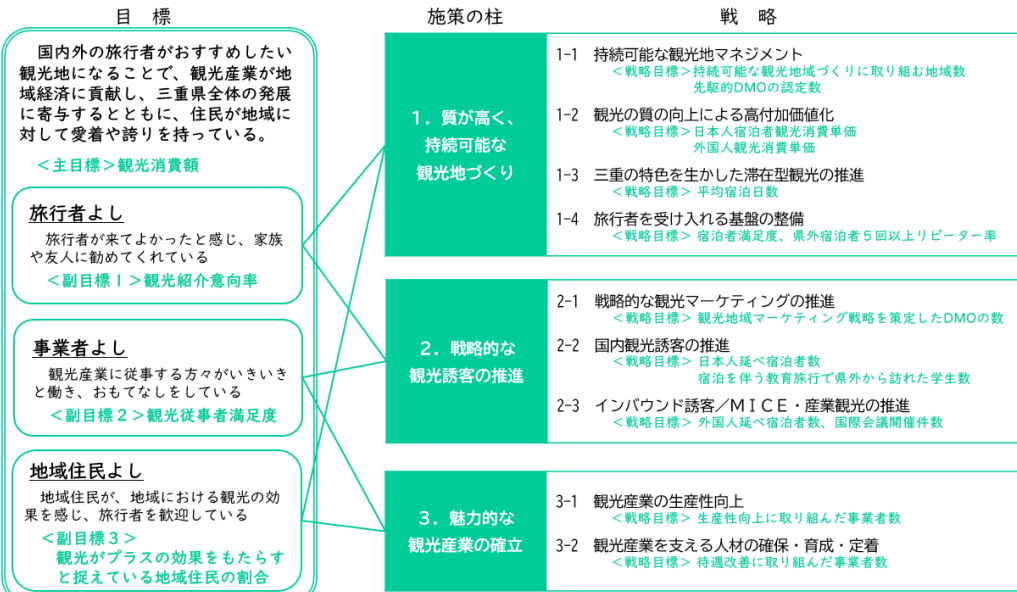 目　標
国内外の旅行者がおすすめしたい
観光地になることで、観光産業が地
域経済に貢献し、三重県全体の発展
に寄与するとともに、住民が地域に
対して愛着や誇りを持っている。
＜主目標＞観光消費額
旅行者よし
旅行者が来てよかったと感じ、家族
や友人に勧めてくれている
＜副目標１＞観光紹介意向率
事業者よし
観光産業に従事する方々がいきいき
と働き、おもてなしをしている
＜副目標２＞観光従事者満足度
地域住民よし
地域住民が、地域における観光の効
果を感じ、旅行者を歓迎している
＜副目標３＞
観光がプラスの効果をもたらす
と捉えている地域住民の割合
施策の柱
１．質が高く、
持続可能な
観光地づくり
２．戦略的な
観光誘客の推進
３．魅力的な
観光産業の確立
戦　略
1-1　持続可能な観光地マネジメント
＜戦略目標＞持続可能な観光地域づくりに取り組む地域数
先駆的DMOの認定数
1-2　観光の質の向上による高付加価値化
＜戦略目標＞日本人宿泊者観光消費単価
外国人観光消費単価
1-3　三重の特色を生かした滞在型観光の推進
＜戦略目標＞ 平均宿泊日数
1-4　旅行者を受け入れる基盤の整備
＜戦略目標＞ 宿泊者満足度、県外宿泊者５回以上リピーター率
2-1　戦略的な観光マーケティングの推進
＜戦略目標＞ 観光地域マーケティング戦略を策定したDMOの数
2-2　国内観光誘客の推進
＜戦略目標＞ 日本人延べ宿泊者数
宿泊を伴う教育旅行で県外から訪れた学生数
2-3　インバウンド誘客／ＭＩＣＥ・産業観光の推進
＜戦略目標＞ 外国人延べ宿泊者数、国際会議開催件数
3-1　観光産業の生産性向上
＜戦略目標＞ 生産性向上に取り組んだ事業者数
3-2　観光産業を支える人材の確保・育成・定着
＜戦略目標＞ 待遇改善に取り組んだ事業者数